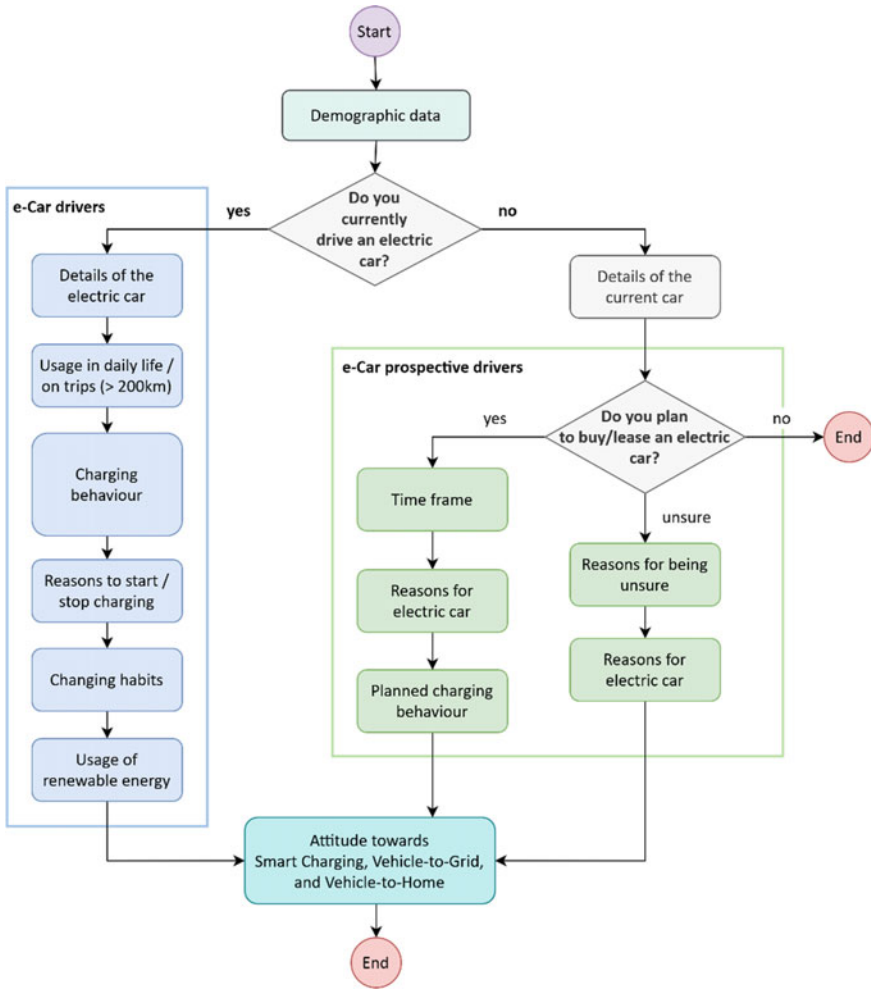 Start
Demographic data
Do you
currently
drive an electric
car?
yes
no
e-Car drivers
Details of the
electric car
Usage in daily life /
on trips (> 200km)
Charging
behaviour
Reasons to start /
stop charging
Changing habits
Usage of
renewable energy
Details of the
current car
e-Car prospective drivers
Do you plan
to buy/lease an electric
car?
yes
no
End
unsure
Time frame
Reasons for
electric car
Planned charging
behaviour
Reasons for being
unsure
Reasons for
electric car
Attitude towards
Smart Charging, Vehicle-to-Grid,
and Vehicle-to-Home
End